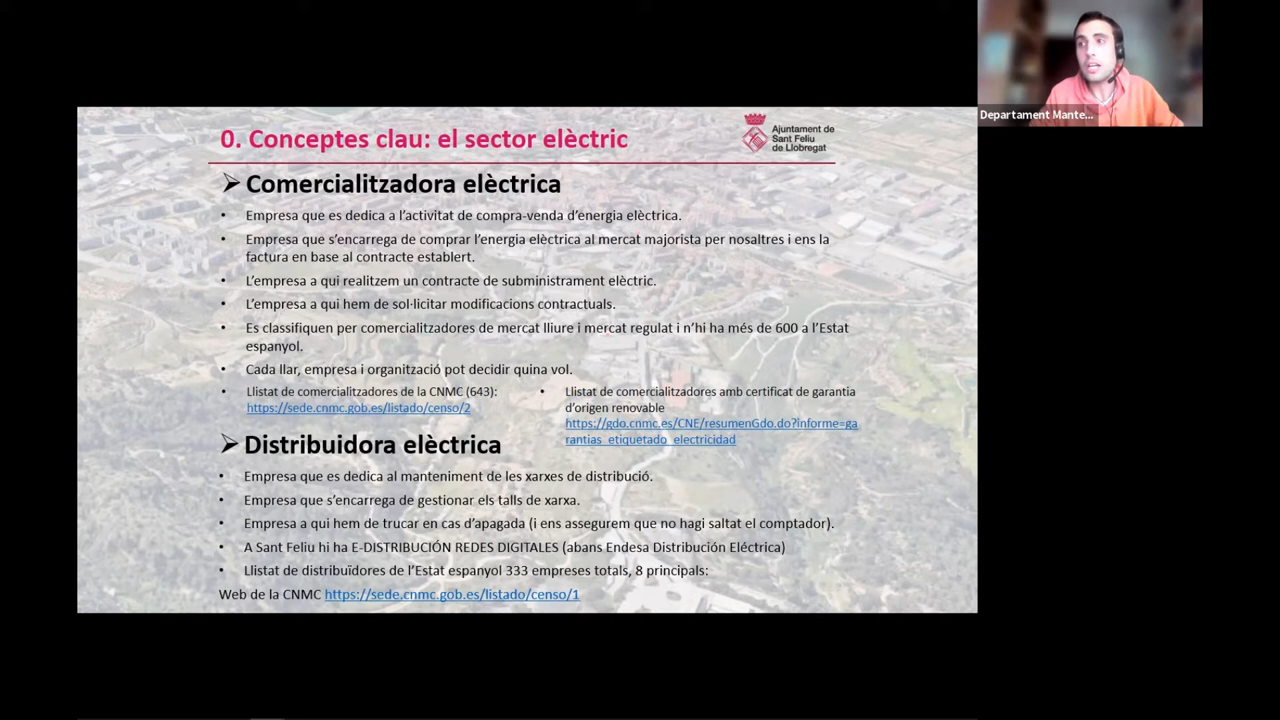 Departament Mante...
0. Conceptes clau: el sector elèctric
Ajuntament de
Sant Feliu
de Llobregat
➢ Comercialitzadora elèctrica
• Empresa que es dedica a l'activitat de compra-venda d'energia elèctrica.
• Empresa que s'encarrega de comprar l'energia elèctrica al mercat majorista per nosaltres i ens la
factura en base al contracte establert.
• L'empresa a qui realitzem un contracte de subministrament elèctric.
• L'empresa a qui hem de sol·licitar modificacions contractuals.
• Es classifiquen per comercialitzadores de mercat lliure i mercat regulat i n'hi ha més de 600 a l'Estat
espanyol.
• Cada llar, empresa i organització pot decidir quina vol.
• Llistat de comercialitzadores de la CNMC (643):
https://sede.cnmc.gob.es/listado/censo/2
• Llistat de comercialitzadores amb certificat de garantia
d'origen renovable
https://gdo.cnmc.es/CNE/resumenGdo.do?informe=ga
rantias_etiquetado_electricidad
➢ Distribuidora elèctrica
• Empresa que es dedica al manteniment de les xarxes de distribució.
• Empresa que s'encarrega de gestionar els talls de xarxa.
• Empresa a qui hem de trucar en cas d'apagada (i ens assegurem que no hagi saltat el comptador).
• A Sant Feliu hi ha E-DISTRIBUCIÓN REDES DIGITALES (abans Endesa Distribución Eléctrica)
• Llistat de distribuïdores de l'Estat espanyol 333 empreses totals, 8 principals:
Web de la CNMC https://sede.cnmc.gob.es/listado/censo/1